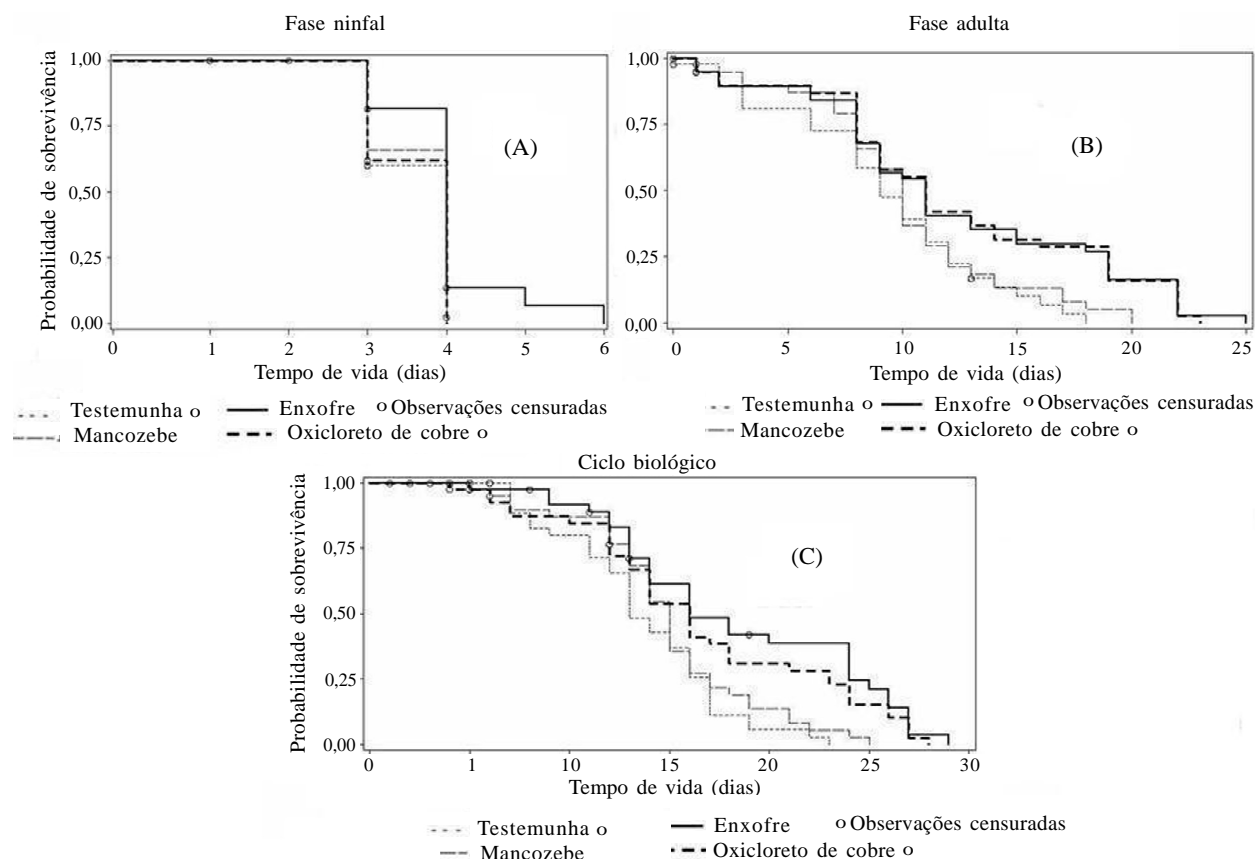 Fase ninfal
Fase adulta
Probabilidade de sobrevivência
1,00
0,75
0,50
0,25
0,00
(A)
0 1 2 3 4 5 6
Tempo de vida (dias)
Testemunha o
Enxofre
o Observações censuradas
Mancozebe
Oxicloreto de cobre o
Probabilidade de sobrevivência
1,00
0,75
0,50
0,25
0,00
(B)
0 5 10 15 20 25
Tempo de vida (dias)
Testemunha o
Enxofre
o Observações censuradas
Mancozebe
Oxicloreto de cobre o
Ciclo biológico
Probabilidade de sobrevivência
1,00
0,75
0,50
0,25
0,00
(C)
0 1 10 15 20 30
Tempo de vida (dias)
Testemunha o
Enxofre
o Observações censuradas
Mancozebe
Oxicloreto de cobre o